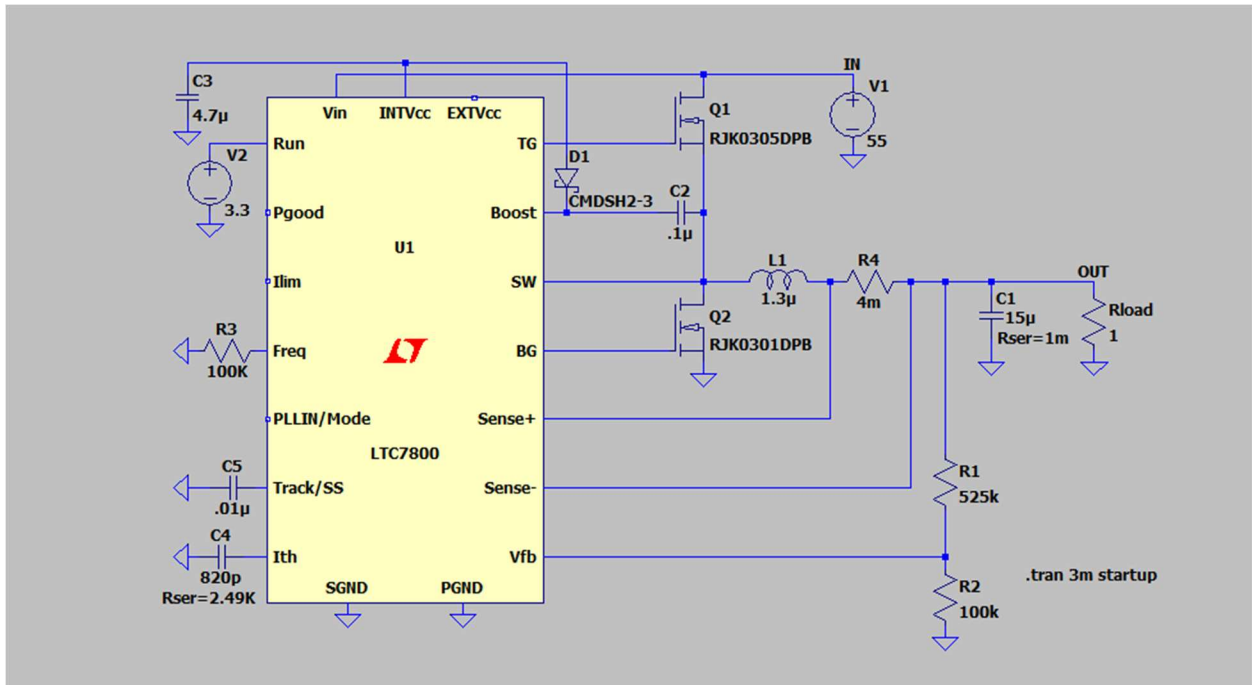 C3
4.7µ
IN
V1
55
Vin
INTVcc
EXTVcc
Q1
RJK0305DPB
Run
TG
V2
3.3
D1
CMDSH2-3
Pgood
Boost
C2
.1µ
U1
Ilim
SW
L1
1.3µ
R4
4m
OUT
C1
15µ
Rser=1m
Rload
1
Q2
RJK0301DPB
R3
100K
Freq
BG
PLLIN/Mode
Sense+
LTC7800
C5
.01µ
Track/SS
Sense-
R1
525k
C4
820p
Rser=2.49K
Ith
Vfb
SGND
PGND
R2
100k
.tran 3m startup